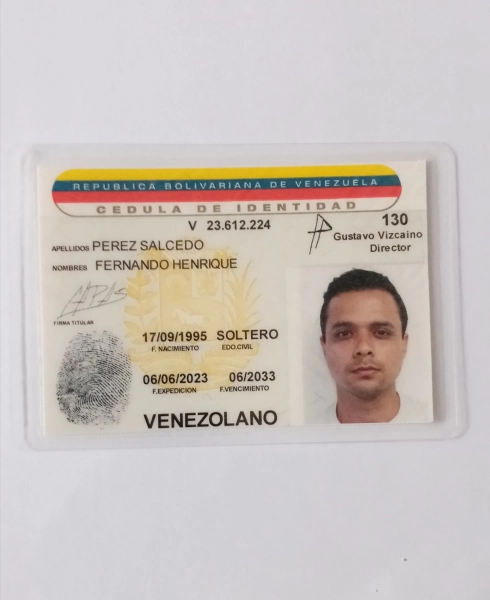 REPUBLICA BOLIVARIANA DE VENEZUELA
CEDULA DE IDENTIDAD
V 23.612.224
130
Gustavo Vizcaino
Director
APELLIDOS PEREZ SALCEDO
NOMBRES FERNANDO HENRIQUE
FIRMA TITULAR
17/09/1995 SOLTERO
F. NACIMIENTO EDO.CIVIL
06/06/2023 06/2033
F.EXPEDICION F.VENCIMIENTO
VENEZOLANO